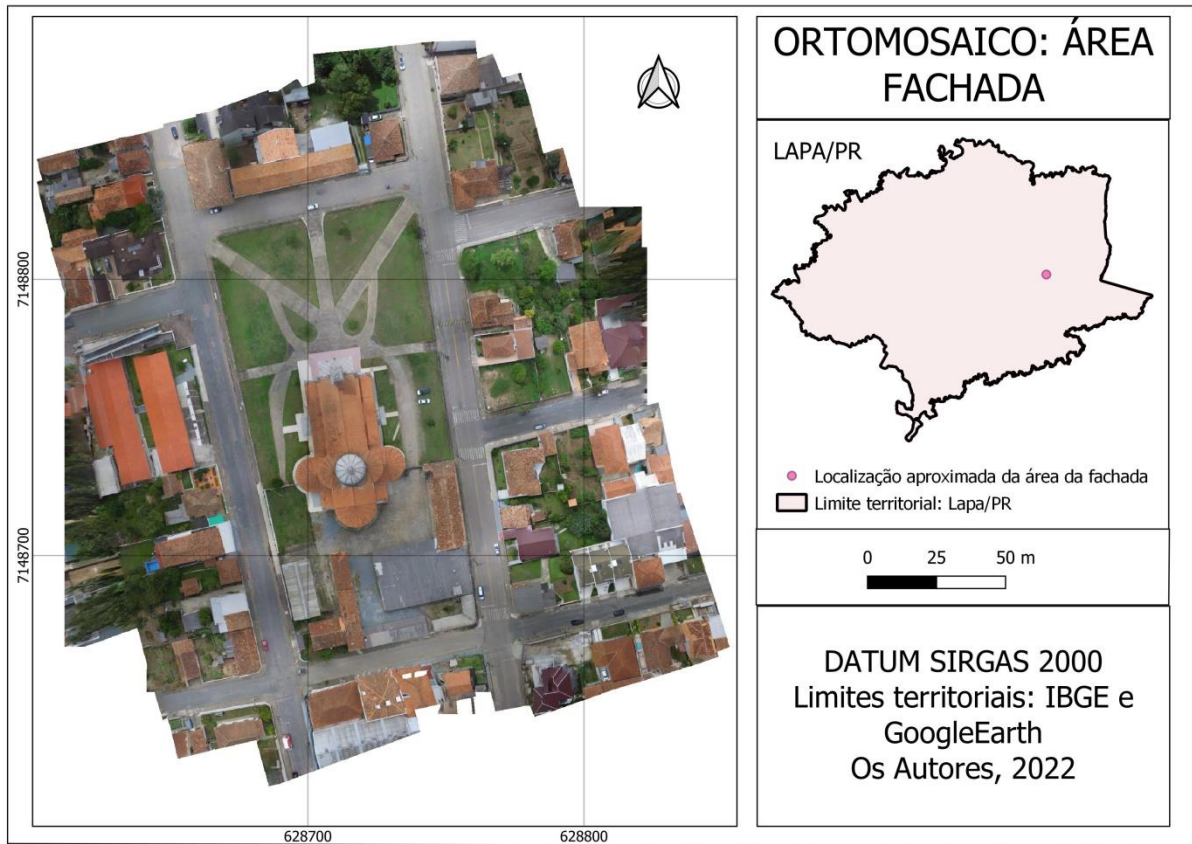 ORTOMOSAICO: ÁREA
FACHADA
LAPA/PR
Localização aproximada da área da fachada
Limite territorial: Lapa/PR
0 25 50 m
DATUM SIRGAS 2000
Limites territoriais: IBGE e
GoogleEarth
Os Autores, 2022
7148800
7148700
628700
628800